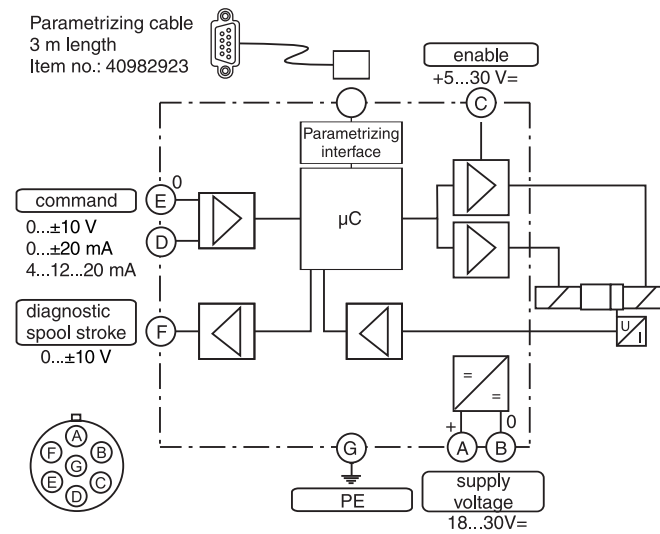 Parametrizing cable
3 m length
Item no.: 40982923
enable
+5...30 V=
C
Parametrizing
interface
µC
E
0
command
0...±10 V
0...±20 mA
4...12...20 mA
D
diagnostic
spool stroke
0...±10 V
F
U
I
=
=
+
0
A
B
G
PE
supply
voltage
18...30V=
A
F
B
G
E
C
D